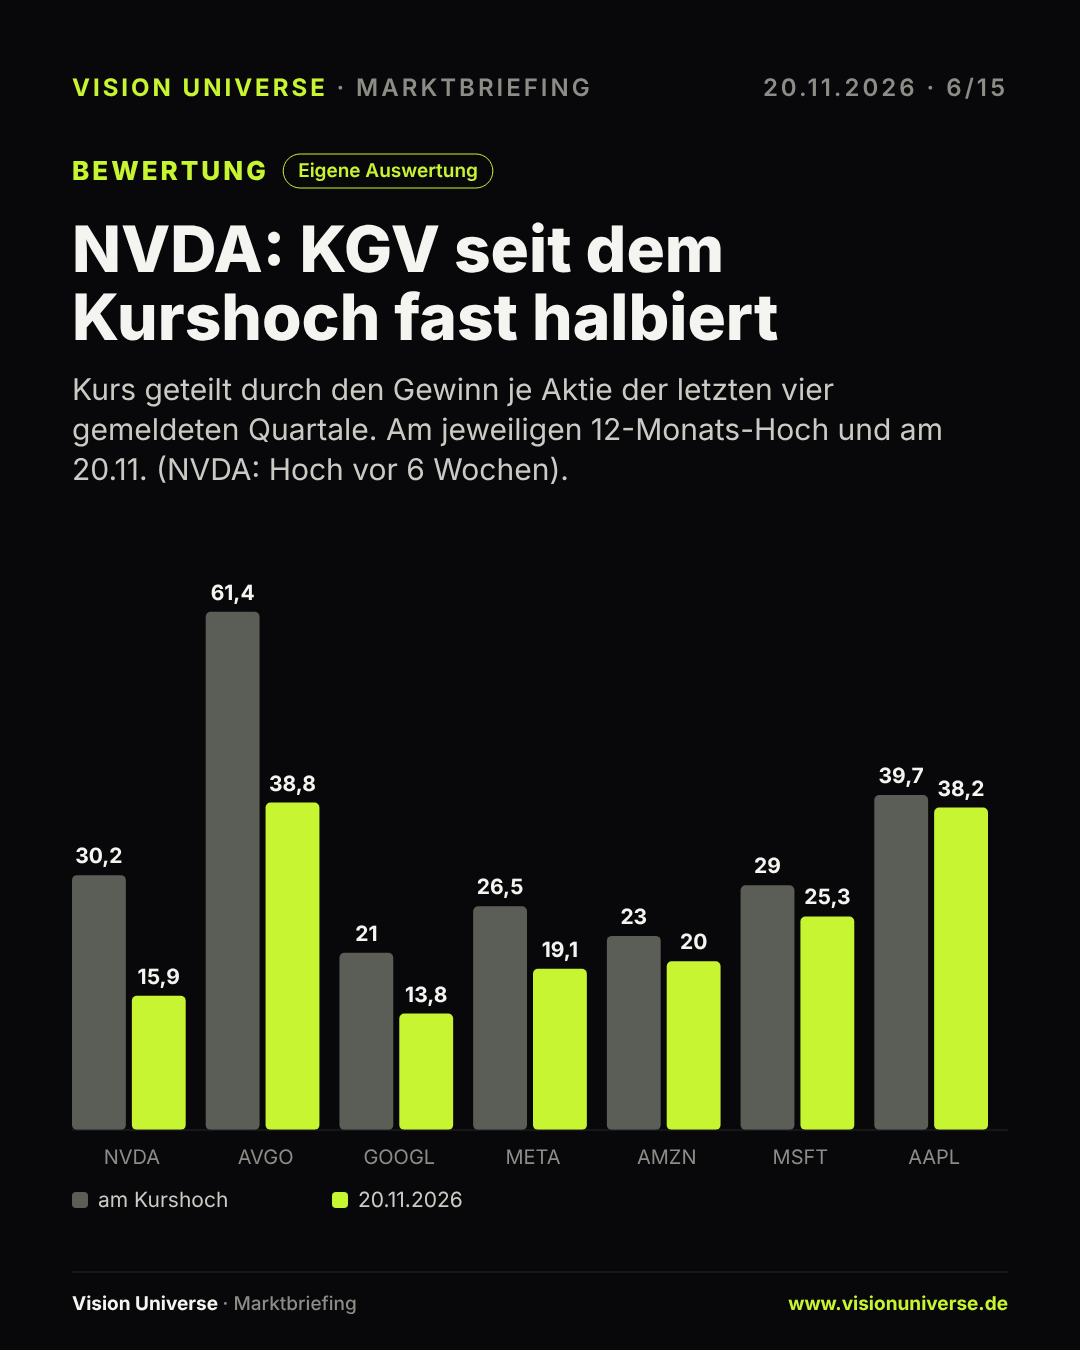 VISION UNIVERSE · MARKTBRIEFING
20.11.2026 · 6/15
BEWERTUNG
Eigene Auswertung
NVDA: KGV seit dem
Kurshoch fast halbiert
Kurs geteilt durch den Gewinn je Aktie der letzten vier
gemeldeten Quartale. Am jeweiligen 12-Monats-Hoch und am
20.11. (NVDA: Hoch vor 6 Wochen).
30,2
15,9
61,4
38,8
21
13,8
26,5
19,1
23
20
29
25,3
39,7
38,2
NVDA
AVGO
GOOGL
META
AMZN
MSFT
AAPL
am Kurshoch
20.11.2026
Vision Universe · Marktbriefing
www.visionuniverse.de